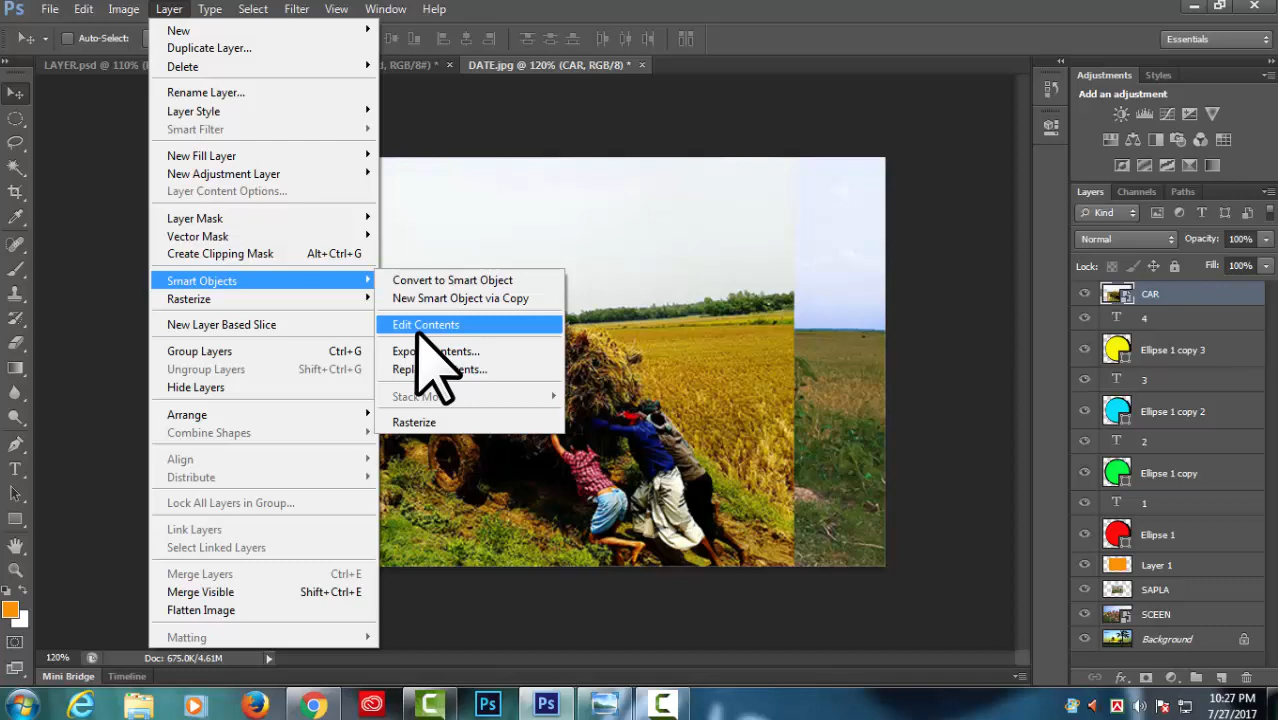 Ps File Edit Image Layer Type Select Filter View Window Help
Auto-Select:
Essentials
LAYER.psd @ 110% ( d, RGB/8#) * × DATE.jpg @ 120% (CAR, RGB/8) * ×
New
Duplicate Layer...
Delete
Rename Layer...
Layer Style
Smart Filter
New Fill Layer
New Adjustment Layer
Layer Content Options...
Layer Mask
Vector Mask
Create Clipping Mask Alt+Ctrl+G
Smart Objects
Rasterize
New Layer Based Slice
Group Layers Ctrl+G
Ungroup Layers Shift+Ctrl+G
Hide Layers
Arrange
Combine Shapes
Align
Distribute
Lock All Layers in Group...
Link Layers
Select Linked Layers
Merge Layers Ctrl+E
Merge Visible Shift+Ctrl+E
Flatten Image
Matting
Convert to Smart Object
New Smart Object via Copy
Edit Contents
Rasterize
Adjustments Styles
Add an adjustment
Layers Channels Paths
Kind
Normal Opacity: 100%
Lock: Fill: 100%
CAR
T 4
Ellipse 1 copy 3
T 3
Ellipse 1 copy 2
T 2
Ellipse 1 copy
T 1
Ellipse 1
Layer 1
SAPLA
SCEEN
Background
120% Doc: 675.0K/4.61M
Mini Bridge Timeline
fx
Ps Ps
10:27 PM
7/27/2017